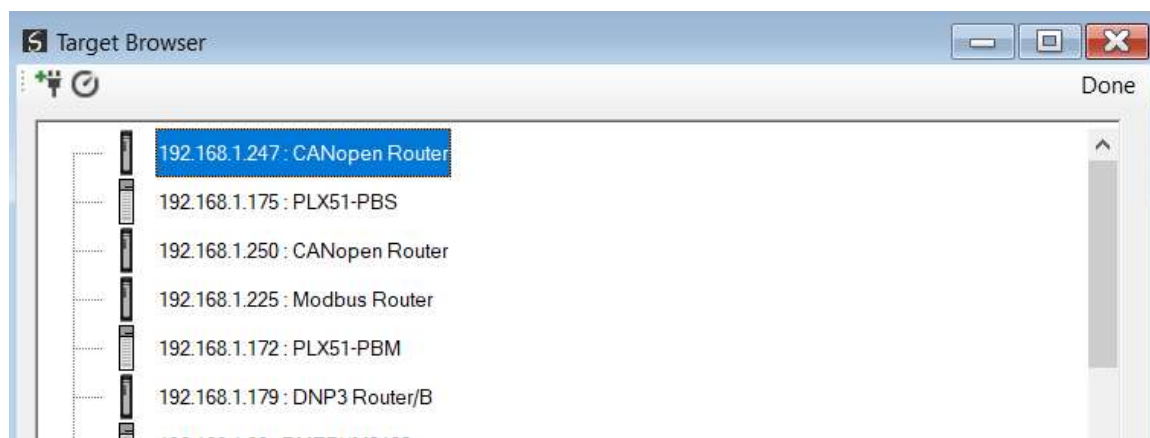 Target Browser
Done
192.168.1.247 : CANopen Router
192.168.1.175 : PLX51-PBS
192.168.1.250 : CANopen Router
192.168.1.225 : Modbus Router
192.168.1.172 : PLX51-PBM
192.168.1.179 : DNP3 Router/B